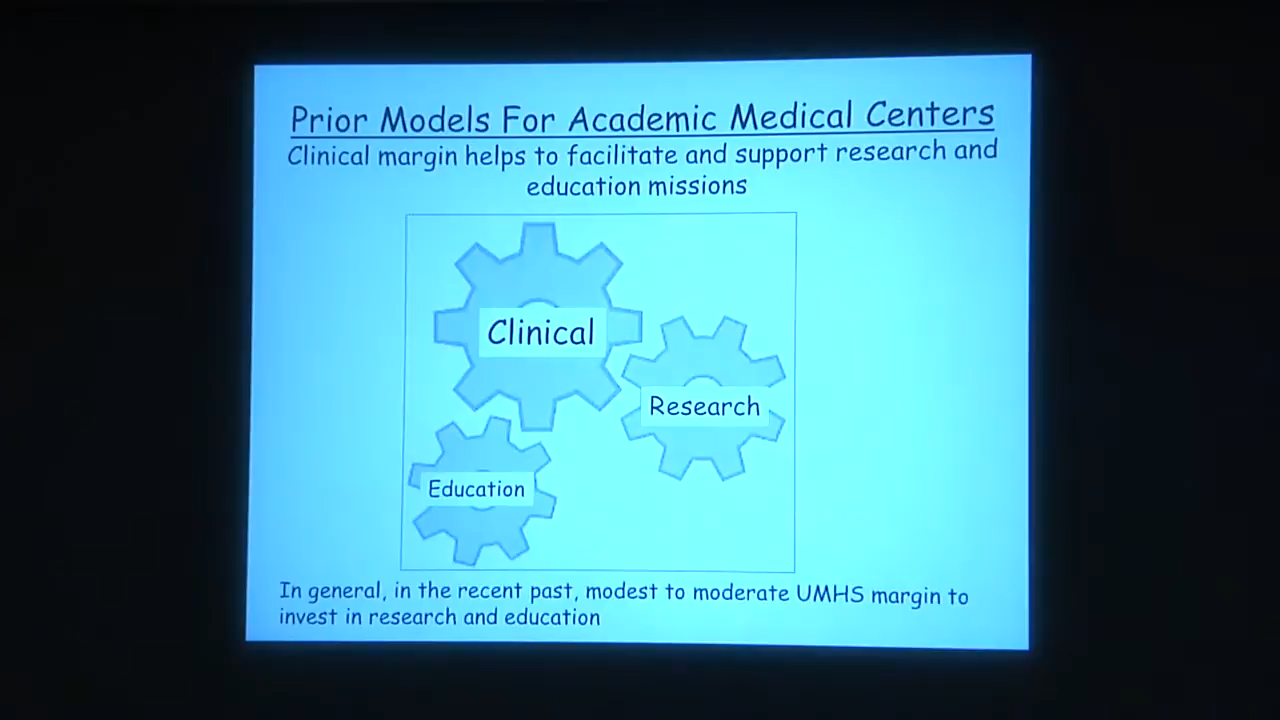 Prior Models For Academic Medical Centers
Clinical margin helps to facilitate and support research and
education missions
Clinical
Research
Education
In general, in the recent past, modest to moderate UMHS margin to
invest in research and education